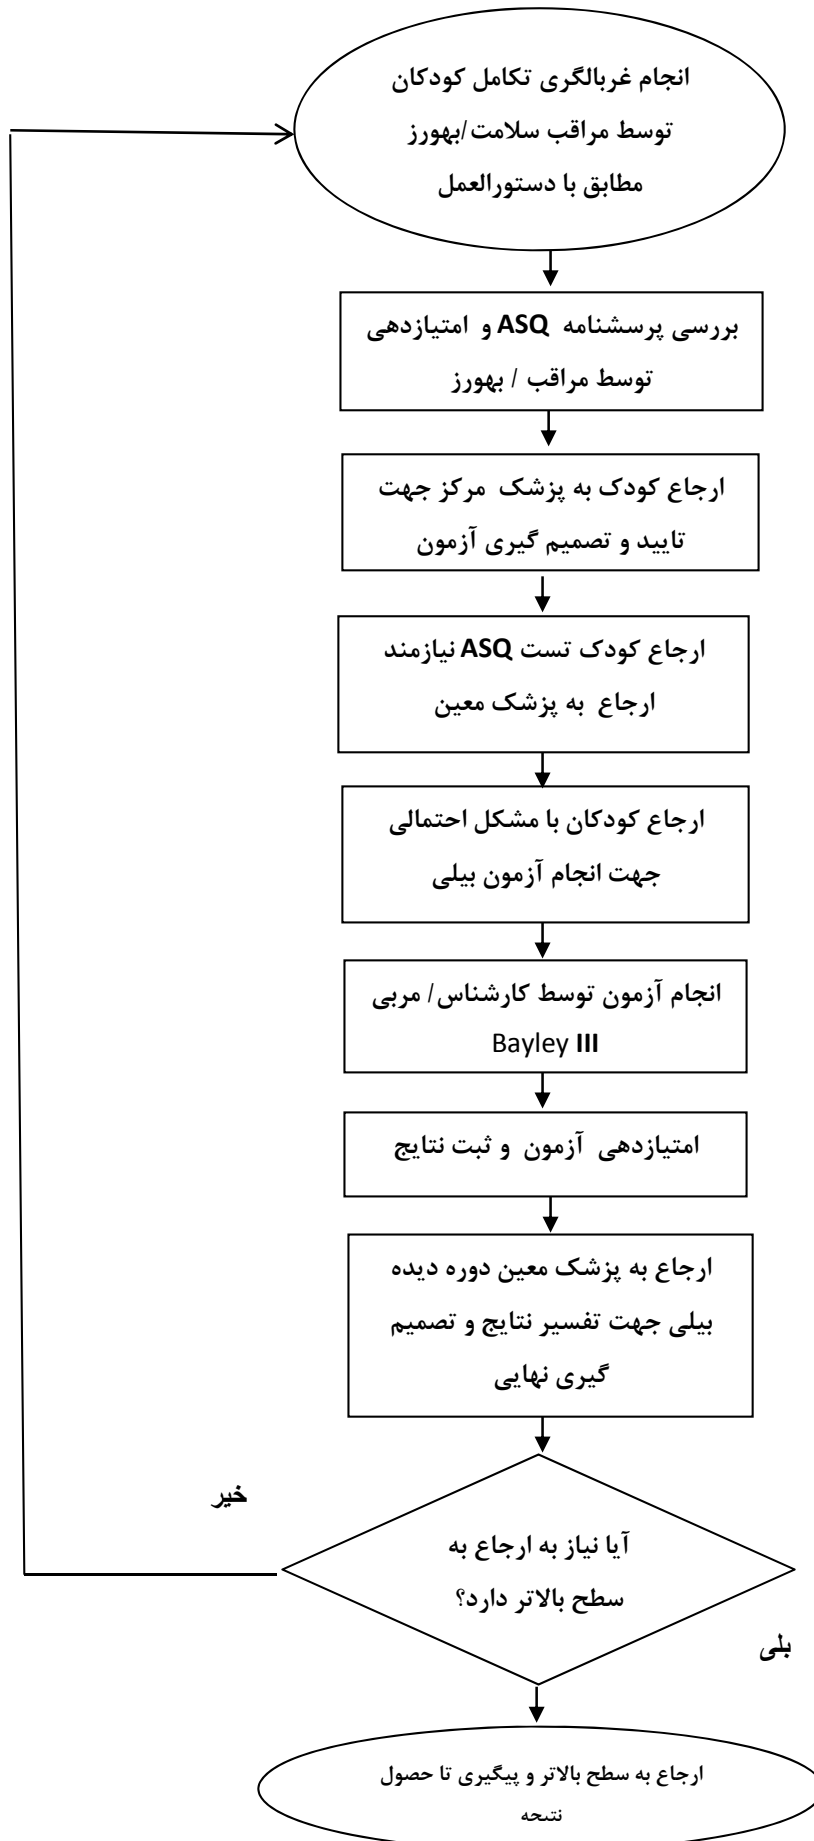 انجام غربالگری تکامل کودکان
توسط مراقب سلامت/بهورز
مطابق با دستورالعمل
بررسی پرسشنامه ASQ و امتیازدهی
توسط مراقب / بهورز
ارجاع کودک به پزشک مرکز جهت
تایید و تصمیم گیری آزمون
ارجاع کودک تست ASQ نیازمند
ارجاع به پزشک معین
ارجاع کودکان با مشکل احتمالی
جهت انجام آزمون بیلی
انجام آزمون توسط کارشناس/ مربی
Bayley III
امتیازدهی آزمون و ثبت نتایج
ارجاع به پزشک معین دوره دیده
بیلی جهت تفسیر نتایج و تصمیم
گیری نهایی
خیر
آیا نیاز به ارجاع به
سطح بالاتر دارد؟
بلی
ارجاع به سطح بالاتر و پیگیری تا حصول
نتیجه